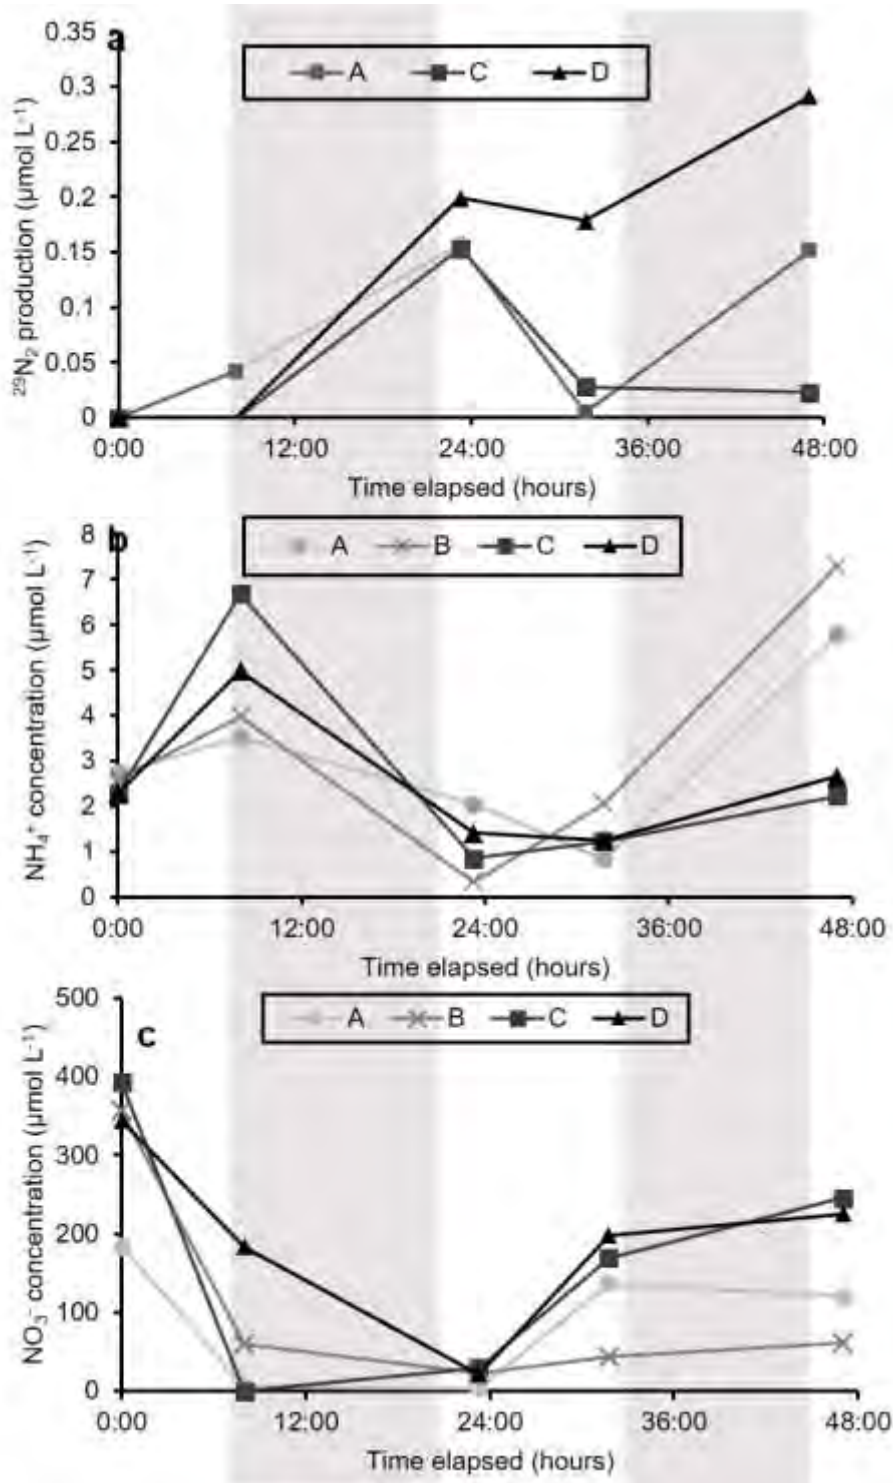 a
0.35
0.3
0.25
0.2
0.15
0.1
0.05
0
²⁹N₂ production (µmol L⁻¹)
A C D
0:00 12:00 24:00 36:00 48:00
Time elapsed (hours)
b
8
7
6
5
4
3
2
1
0
NH₄⁺ concentration (µmol L⁻¹)
A B C D
0:00 12:00 24:00 36:00 48:00
Time elapsed (hours)
c
500
400
300
200
100
0
NO₃⁻ concentration (µmol L⁻¹)
A B C D
0:00 12:00 24:00 36:00 48:00
Time elapsed (hours)